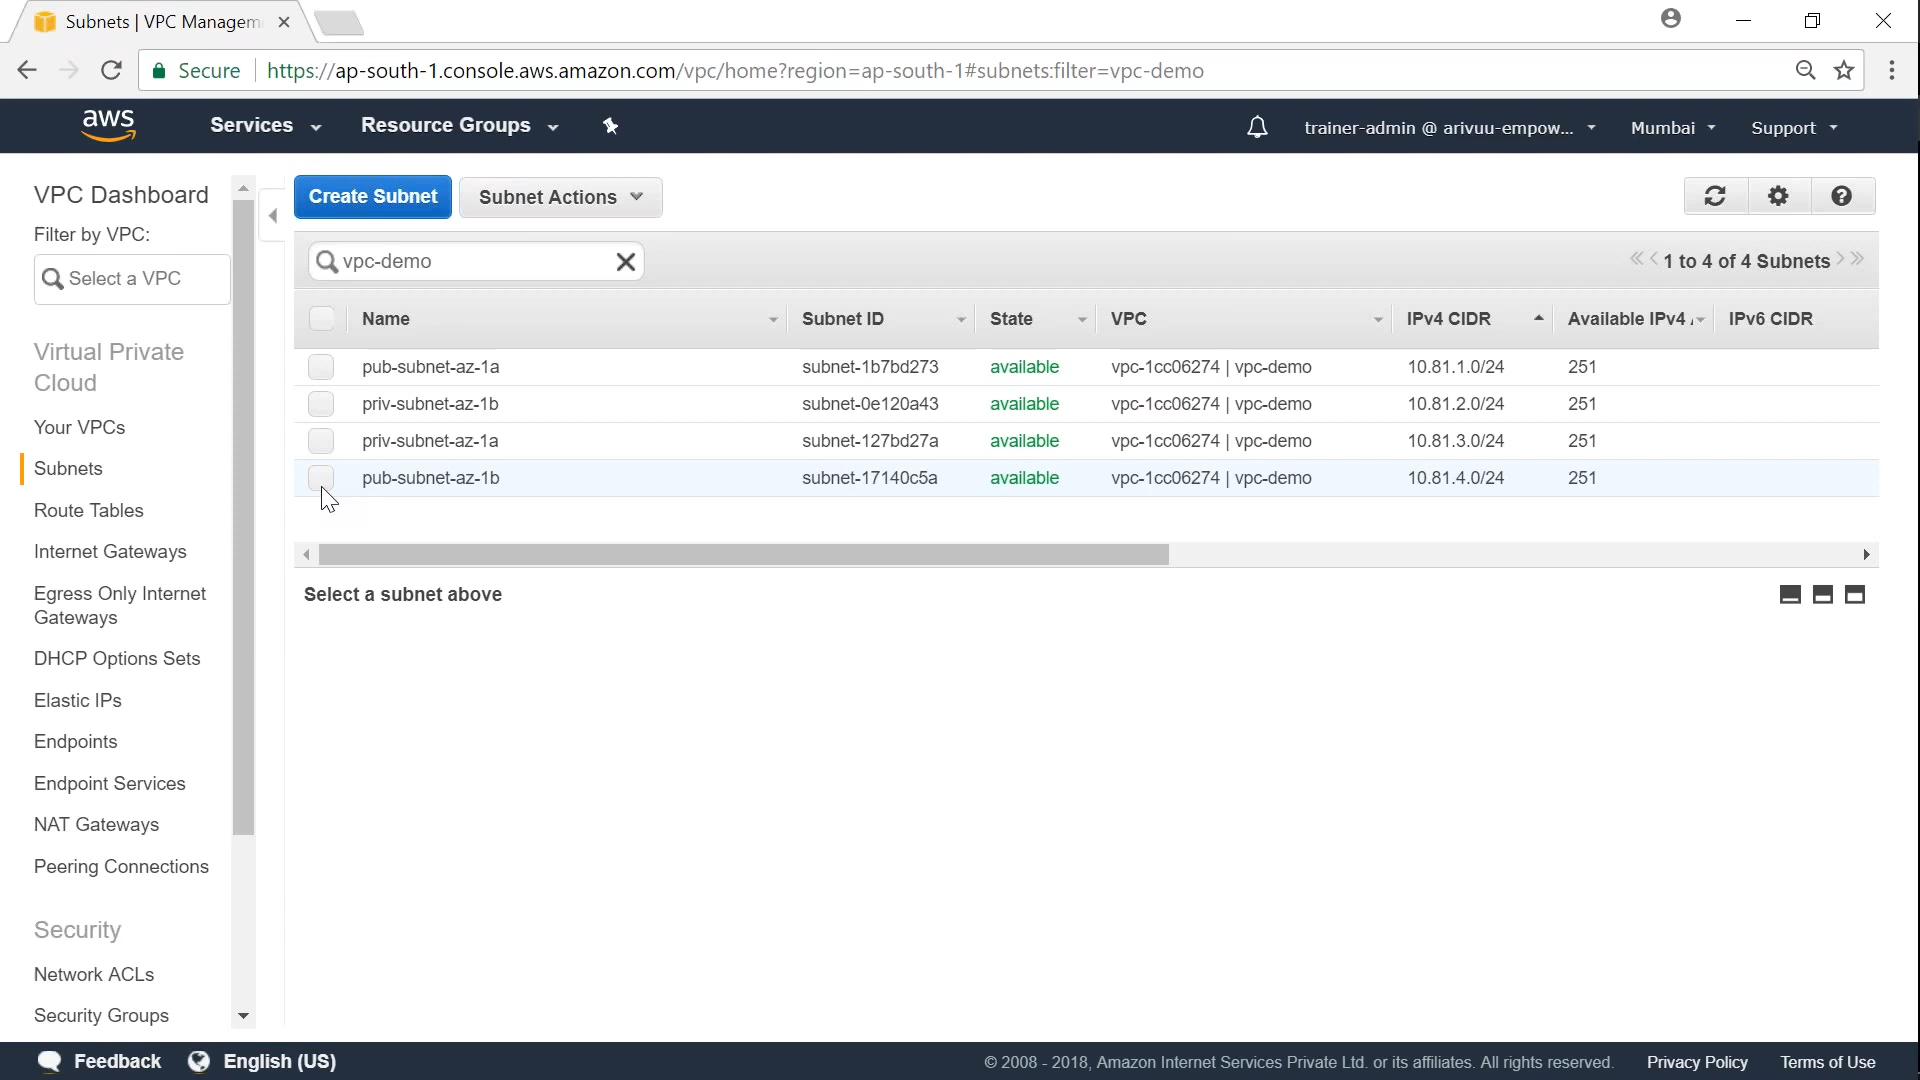 Subnets | VPC Managem
Secure
https://ap-south-1.console.aws.amazon.com/vpc/home?region=ap-south-1#subnets:filter=vpc-demo
aws
Services
Resource Groups
trainer-admin @ arivuu-empow...
Mumbai
Support
VPC Dashboard
Filter by VPC:
Select a VPC
Virtual Private
Cloud
Your VPCs
Subnets
Route Tables
Internet Gateways
Egress Only Internet
Gateways
DHCP Options Sets
Elastic IPs
Endpoints
Endpoint Services
NAT Gateways
Peering Connections
Security
Network ACLs
Security Groups
Create Subnet
Subnet Actions
vpc-demo
1 to 4 of 4 Subnets
Name Subnet ID State VPC IPv4 CIDR Available IPv4 IPv6 CIDR
pub-subnet-az-1a subnet-1b7bd273 available vpc-1cc06274 | vpc-demo 10.81.1.0/24 251
priv-subnet-az-1b subnet-0e120a43 available vpc-1cc06274 | vpc-demo 10.81.2.0/24 251
priv-subnet-az-1a subnet-127bd27a available vpc-1cc06274 | vpc-demo 10.81.3.0/24 251
pub-subnet-az-1b subnet-17140c5a available vpc-1cc06274 | vpc-demo 10.81.4.0/24 251
Select a subnet above
Feedback
English (US)
© 2008 - 2018, Amazon Internet Services Private Ltd. or its affiliates. All rights reserved.
Privacy Policy
Terms of Use